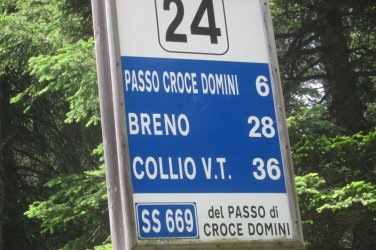 24
PASSO CROCE DOMINI 6
BRENO 28
COLLIO V.T. 36
SS 669 del PASSO di
CROCE DOMINI